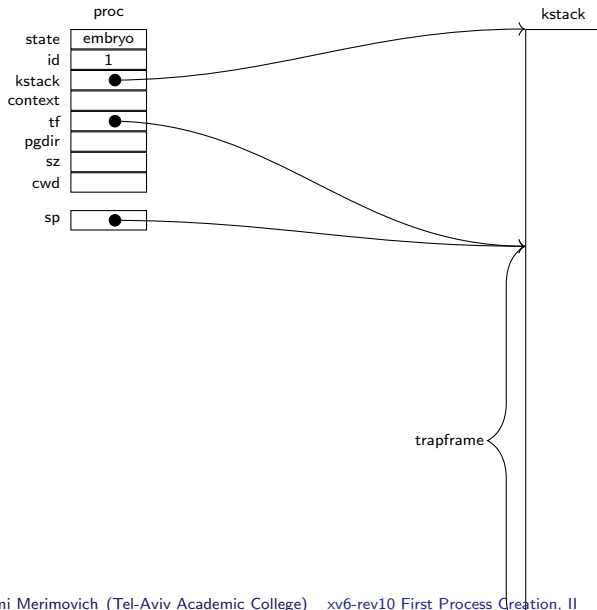 proc
kstack
state embryo
id 1
kstack
context
tf
pgdir
sz
cwd
sp
trapframe
mi Merimovich (Tel-Aviv Academic College) xv6-rev10 First Process Creation, II